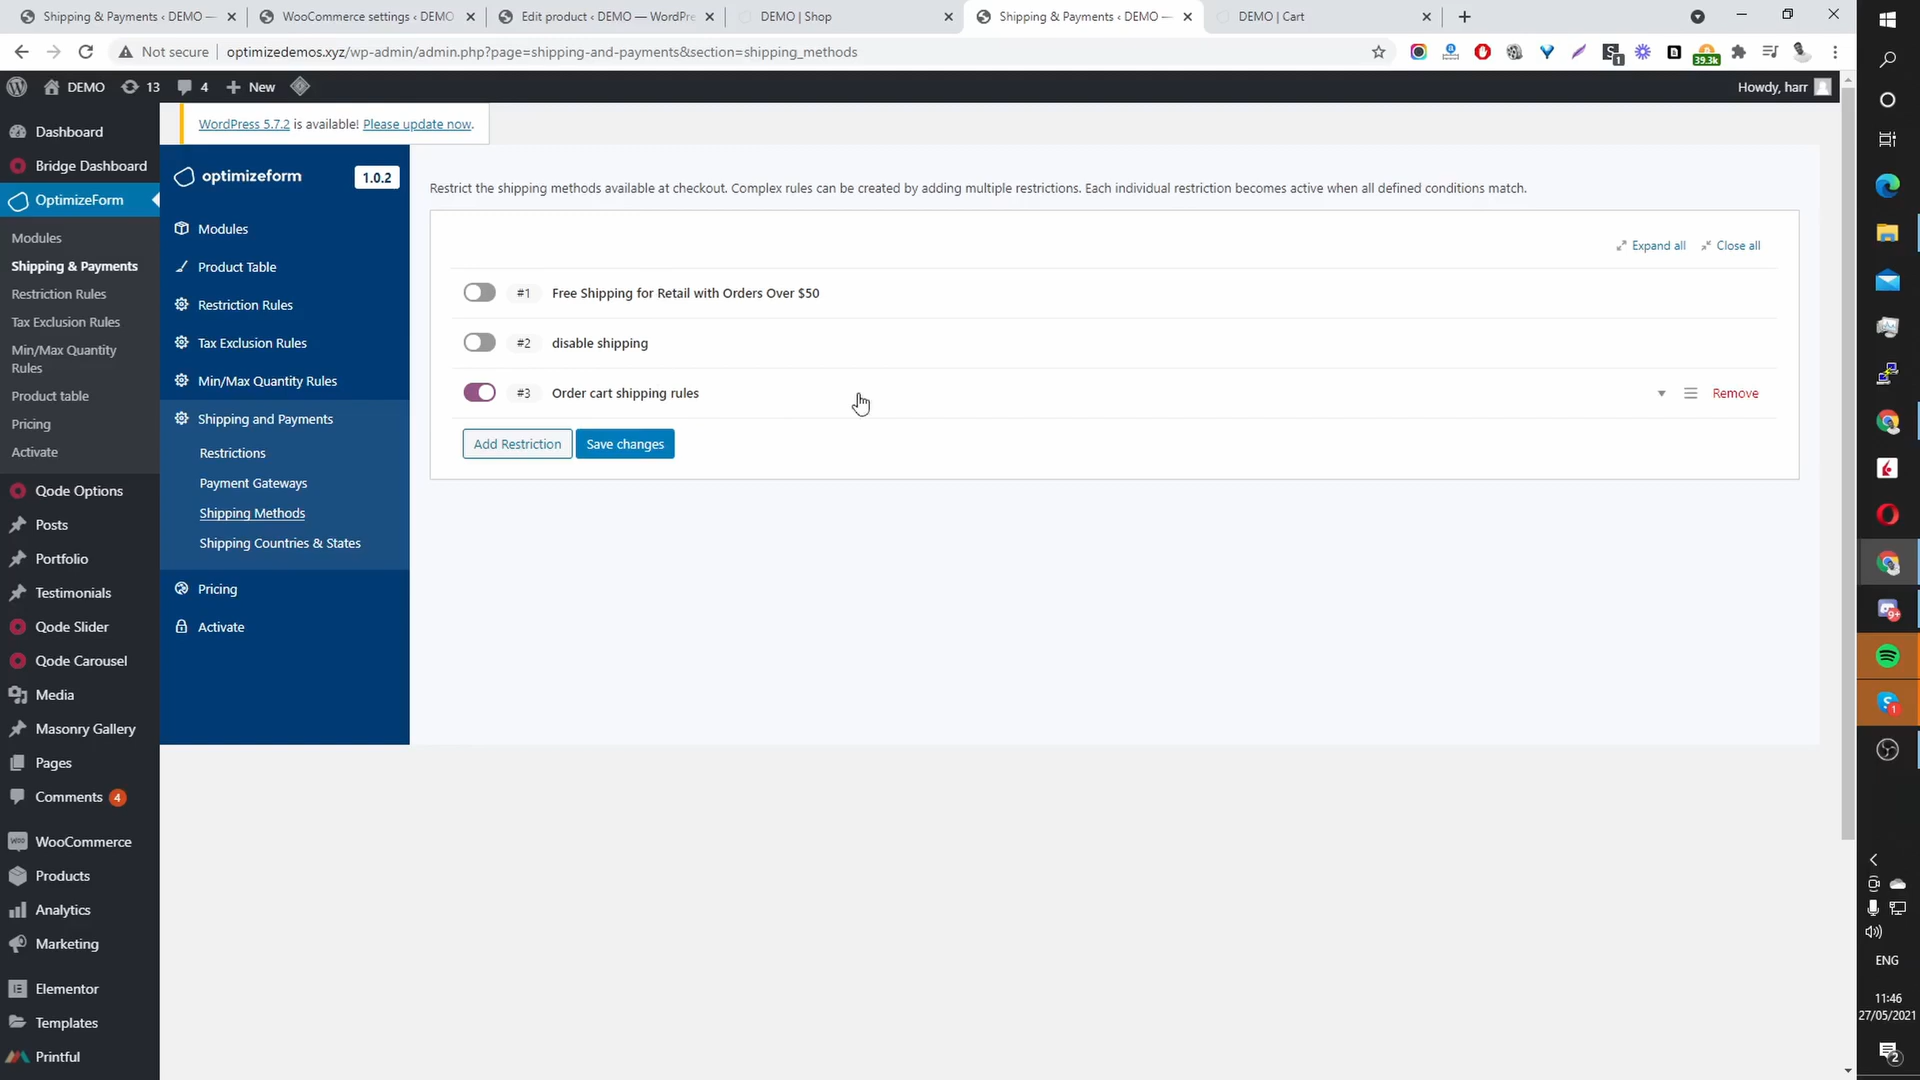 Shipping & Payments ‹ DEMO —
WooCommerce settings ‹ DEMO
Edit product ‹ DEMO — WordPre
DEMO | Shop
Shipping & Payments ‹ DEMO —
DEMO | Cart
Not secure
optimizedemos.xyz/wp-admin/admin.php?page=shipping-and-payments&section=shipping_methods
1
39.3k
DEMO
13
4
New
Howdy, harr
WordPress 5.7.2 is available! Please update now.
Dashboard
Bridge Dashboard
OptimizeForm
Modules
Shipping & Payments
Restriction Rules
Tax Exclusion Rules
Min/Max Quantity
Rules
Product table
Pricing
Activate
Qode Options
Posts
Portfolio
Testimonials
Qode Slider
Qode Carousel
Media
Masonry Gallery
Pages
Comments 4
WooCommerce
Products
Analytics
Marketing
Elementor
Templates
Printful
optimizeform
1.0.2
Modules
Product Table
Restriction Rules
Tax Exclusion Rules
Min/Max Quantity Rules
Shipping and Payments
Restrictions
Payment Gateways
Shipping Methods
Shipping Countries & States
Pricing
Activate
Restrict the shipping methods available at checkout. Complex rules can be created by adding multiple restrictions. Each individual restriction becomes active when all defined conditions match.
Expand all
Close all
#1 Free Shipping for Retail with Orders Over $50
#2 disable shipping
#3 Order cart shipping rules
Remove
Add Restriction
Save changes
9+
1
ENG
11:46
27/05/2021
2